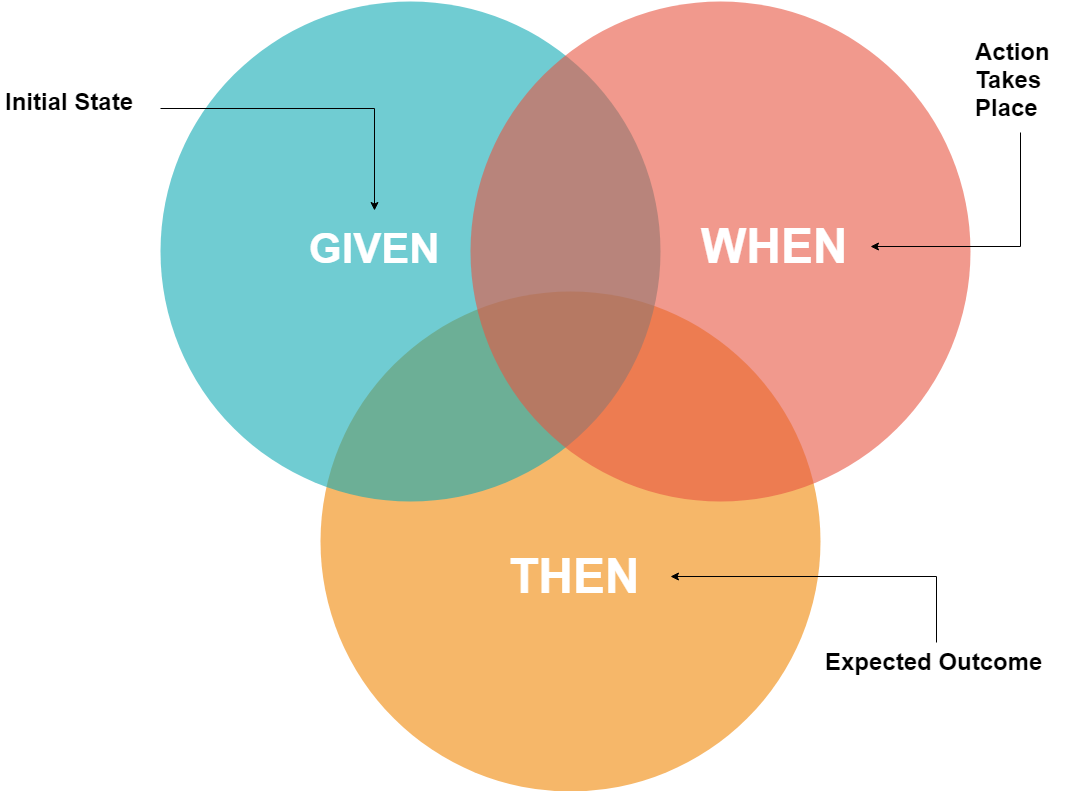 Initial State
Action
Takes
Place
GIVEN
WHEN
THEN
Expected Outcome